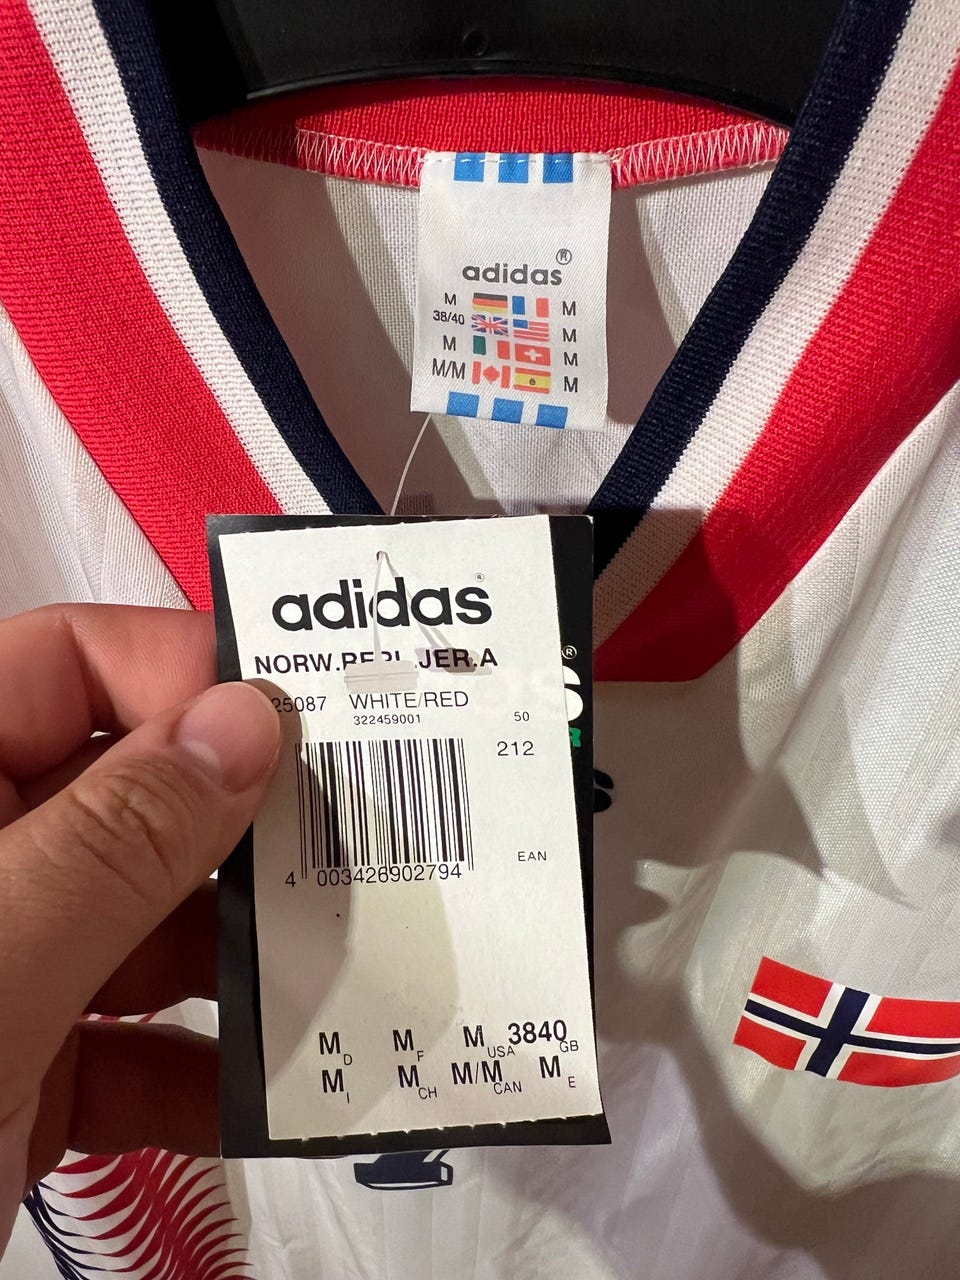 adidas®
M M
38/40 M
M M
M/M M
adidas®
NORW.REPL.JER.A
25087 WHITE/RED
322459001
50
212
EAN
4 003426902794
M D M F M USA 3840 GB
M I M CH M/M CAN M E
®
S